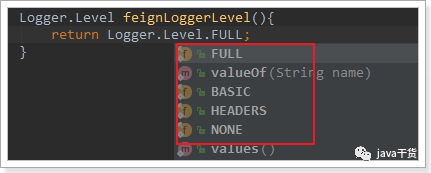 Logger.Level feignLoggerLevel(){
return Logger.Level.FULL;
}
f FULL
m valueOf(String name)
f BASIC
f HEADERS
f NONE
m values()
java干货